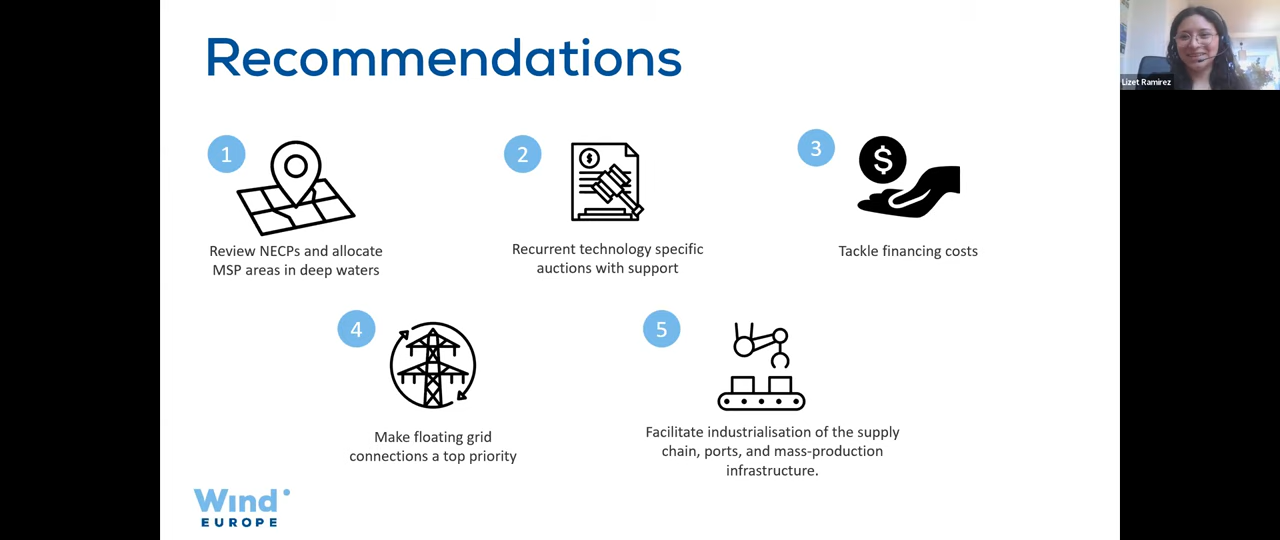 Recommendations
Lizet Ramirez
1
2
3
$
$
Review NECPs and allocate
MSP areas in deep waters
Recurrent technology specific
auctions with support
Tackle financing costs
4
5
Make floating grid
connections a top priority
Facilitate industrialisation of the supply
chain, ports, and mass-production
infrastructure.
Wind
EUROPE